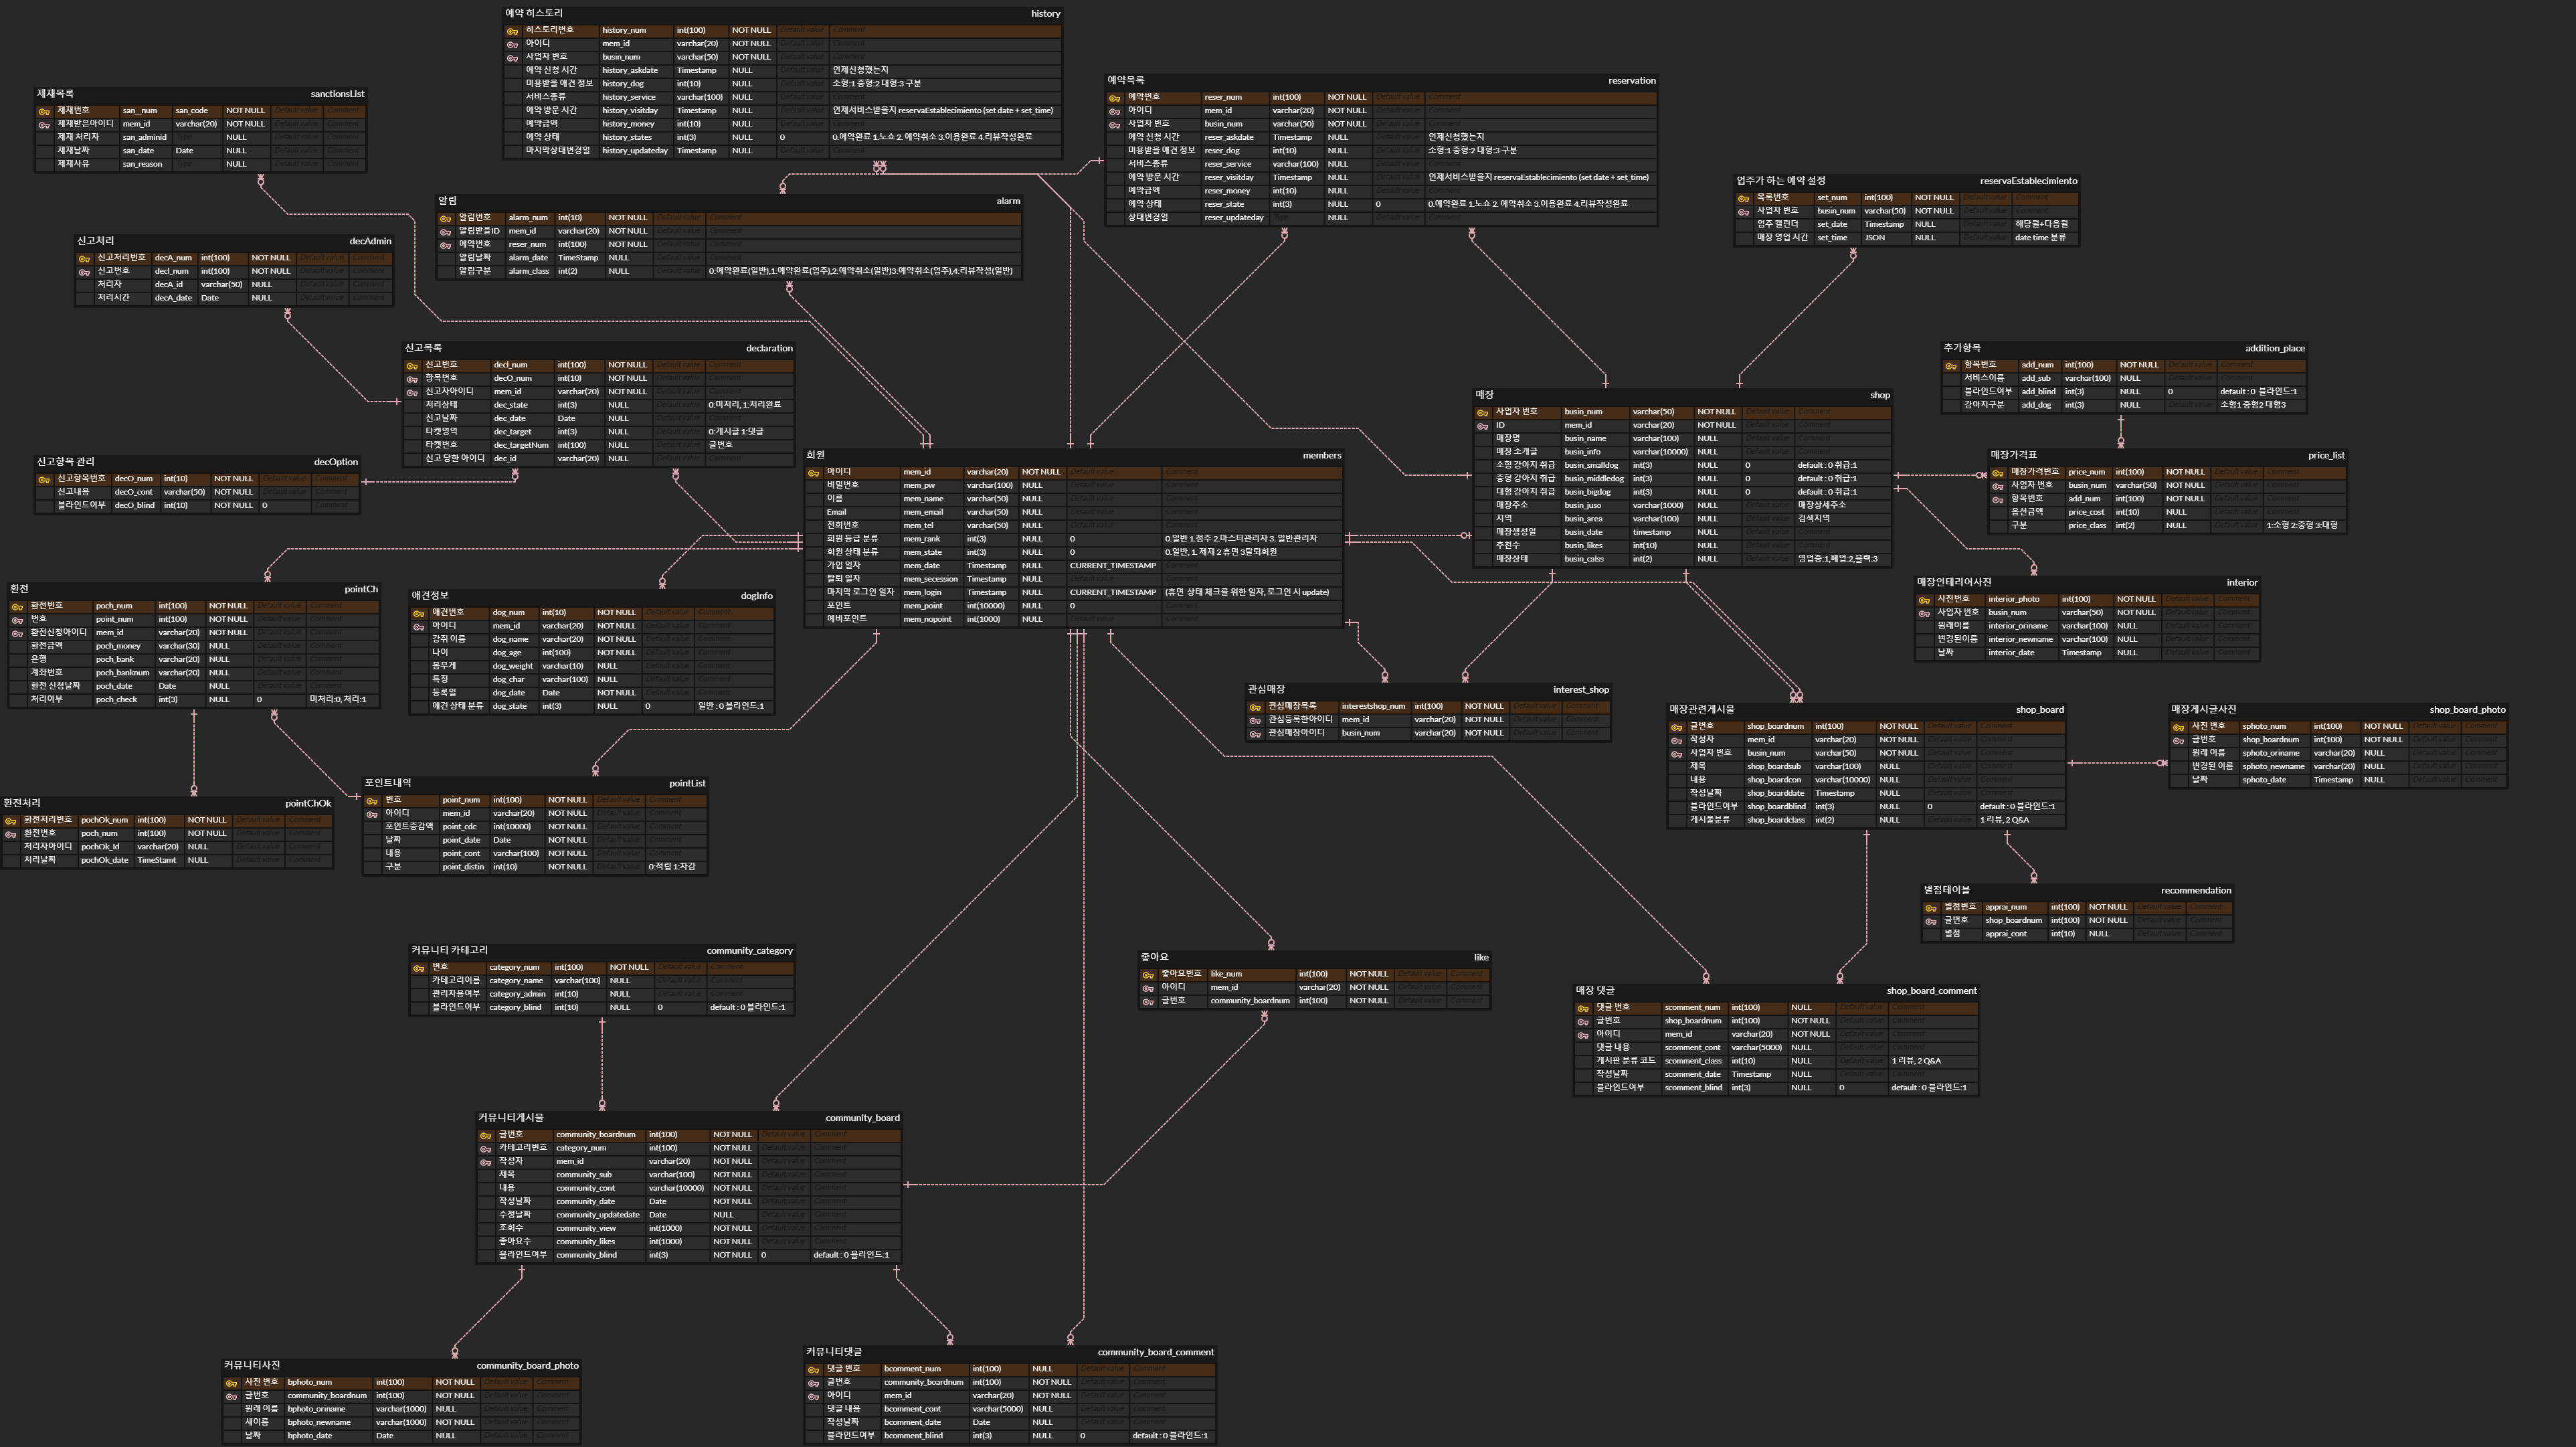 예약 히스토리 history
히스토리번호 history_num int(100) NOT NULL Default value Comment
아이디 mem_id varchar(20) NOT NULL Default value Comment
사업자 번호 busin_num varchar(50) NOT NULL Default value Comment
예약 신청 시간 history_askdate Timestamp NULL Default value언제신청했는지
미용받을 애견 정보 history_dog int(10) NULL Default value 소형:1 중형:2 대형:3 구분
서비스종류 history_service varchar(100) NULL Default value Comment
예약 방문 시간 history_visitday Timestamp NULL Default value 언제서비스받을지 reservaEstablecimiento (set date + set_time)
예약금액 history_money int(10) NULL Default value Comment
예약 상태 history_states int(3) NULL 0 0.예약완료 1.노쇼 2. 예약취소 3.이용완료 4.리뷰작성완료
마지막상태변경일 history_updateday Timestamp NULL Default value Comment
예약목록 reservation
예약번호 reser_num int(100) NOT NULL Default value Comment
아이디 mem_id varchar(20) NOT NULL Default value Comment
사업자 번호 busin_num varchar(50) NOT NULL Default value Comment
예약 신청 시간 reser_askdate Timestamp NULL Default value 언제신청했는지
미용받을 애견 정보 reser_dog int(10) NULL Default value 소형:1 중형:2 대형:3 구분
서비스종류 reser_service varchar(100) NULL Default value Comment
예약 방문 시간 reser_visitday Timestamp NULL Default value 언제서비스받을지 reservaEstablecimiento (set date + set_time)
예약금액 reser_money int(10) NULL Default value Comment
예약 상태 reser_state int(3) NULL 0 0.예약완료 1.노쇼 2. 예약취소 3.이용완료 4.리뷰작성완료
상태변경일 reser_updateday Type NULL Default value Comment
제재목록 sanctionsList
제재번호 san__num san_code NOT NULL Default value Comment
제재받은아이디 mem_id varchar(20) NOT NULL Default value Comment
제재 처리자 san_adminid Type NULL Default value Comment
제재날짜 san_date Date NULL Default value Comment
제재사유 san_reason Type NULL Default value Comment
업주가 하는 예약 설정 reservaEstablecimiento
목록번호 set_num int(100) NOT NULL Default value Comment
사업자 번호 busin_num varchar(50) NOT NULL Default value Comment
업주 캘린더 set_date Timestamp NULL Default value 해당월+다음월
매장 영업 시간 set_time JSON NULL Default value date time 분류
알림 alarm
알림번호 alarm_num int(10) NOT NULL Default value Comment
알림받을ID mem_id varchar(20) NOT NULL Default value Comment
예약번호 reser_num int(100) NOT NULL Default value Comment
알림날짜 alarm_date TimeStamp NULL Default value Comment
알림구분 alarm_class int(2) NULL Default value 0:예약완료(일반),1:예약완료(업주),2:예약취소(일반)3:예약취소(업주),4:리뷰작성(일반)
신고처리 decAdmin
신고처리번호 decA_num int(100) NOT NULL Default value Comment
신고번호 decl_num int(100) NOT NULL Default value Comment
처리자 decA_id varchar(50) NULL Default value Comment
처리시간 decA_date Date NULL Default value Comment
신고목록 declaration
신고번호 decl_num int(100) NOT NULL Default value Comment
항목번호 decO_num int(10) NOT NULL Default value Comment
신고자아이디 mem_id varchar(20) NOT NULL Default value Comment
처리상태 dec_state int(3) NULL Default value 0:미처리, 1:처리완료
신고날짜 dec_date Date NULL Default value Comment
타켓영역 dec_target int(3) NULL Default value 0:게시글 1:댓글
타켓번호 dec_targetNum int(100) NULL Default value 글번호
신고 당한 아이디 dec_id varchar(20) NULL Default value Comment
추가항목 addition_place
항목번호 add_num int(100) NOT NULL Default value Comment
서비스이름 add_sub varchar(100) NULL Default value Comment
블라인드여부 add_blind int(3) NULL 0 default : 0 블라인드:1
강아지구분 add_dog int(3) NULL Default value 소형1 중형2 대형3
매장 shop
사업자 번호 busin_num varchar(50) NOT NULL Default value Comment
ID mem_id varchar(20) NOT NULL Default value Comment
매장명 busin_name varchar(100) NULL Default value Comment
매장 소개글 busin_info varchar(10000) NULL Default value Comment
소형 강아지 취급 busin_smalldog int(3) NULL 0 default : 0 취급:1
중형 강아지 취급 busin_middledog int(3) NULL 0 default : 0 취급:1
대형 강아지 취급 busin_bigdog int(3) NULL 0 default : 0 취급:1
매장주소 busin_juso varchar(1000) NULL Default value 매장상세주소
지역 busin_area varchar(100) NULL Default value 검색지역
매장생성일 busin_date timestamp NULL Default value Comment
추천수 busin_likes int(10) NULL Default value Comment
매장상태 busin_calss int(2) NULL Default value 영업중:1,폐업:2,블랙:3
회원 members
아이디 mem_id varchar(20) NOT NULL Default value Comment
비밀번호 mem_pw varchar(100) NULL Default value Comment
이름 mem_name varchar(50) NULL Default value Comment
Email mem_email varchar(50) NULL Default value Comment
전화번호 mem_tel varchar(50) NULL Default value Comment
회원 등급 분류 mem_rank int(3) NULL 0 0.일반 1.점주 2.마스터관리자 3. 일반관리자
회원 상태 분류 mem_state int(3) NULL 0 0.일반, 1. 제재 2 휴면 3탈퇴회원
가입 일자 mem_date Timestamp NULL CURRENT_TIMESTAMP Comment
탈퇴 일자 mem_secession Timestamp NULL Default value Comment
마지막 로그인 일자 mem_login Timestamp NULL CURRENT_TIMESTAMP (휴면 상태 체크를 위한 일자, 로그인 시 update)
포인트 mem_point int(10000) NULL 0 Comment
예비포인트 mem_nopoint int(1000) NULL Default value Comment
신고항목 관리 decOption
신고항목번호 decO_num int(10) NOT NULL Default value Comment
신고내용 decO_cont varchar(50) NOT NULL Default value Comment
블라인드여부 decO_blind int(10) NOT NULL 0 Comment
매장가격표 price_list
매장가격번호 price_num int(100) NOT NULL Default value Comment
사업자 번호 busin_num varchar(50) NOT NULL Default value Comment
항목번호 add_num int(100) NOT NULL Default value Comment
옵션금액 price_cost int(10) NULL Default value Comment
구분 price_class int(2) NULL Default value 1:소형 2:중형 3:대형
환전 pointCh
환전번호 poch_num int(100) NOT NULL Default value Comment
번호 point_num int(100) NOT NULL Default value Comment
환전신청아이디 mem_id varchar(20) NOT NULL Default value Comment
환전금액 poch_money varchar(30) NULL Default value Comment
은행 poch_bank varchar(20) NULL Default value Comment
계좌번호 poch_banknum varchar(20) NULL Default value Comment
환전 신청날짜 poch_date Date NULL Default value Comment
처리여부 poch_check int(3) NULL 0 미처리:0, 처리:1
애견정보 dogInfo
애견번호 dog_num int(10) NOT NULL Default value Comment
아이디 mem_id varchar(20) NOT NULL Default value Comment
강쥐 이름 dog_name varchar(20) NOT NULL Default value Comment
나이 dog_age int(100) NOT NULL Default value Comment
몸무게 dog_weight varchar(10) NULL Default value Comment
특징 dog_char varchar(100) NULL Default value Comment
등록일 dog_date Date NOT NULL Default value Comment
애견 상태 분류 dog_state int(3) NULL 0 일반 : 0 블라인드:1
매장인테리어사진 interior
사진번호 interior_photo int(100) NOT NULL Default value Comment
사업자 번호 busin_num varchar(50) NOT NULL Default value Comment
원래이름 interior_oriname varchar(100) NULL Default value Comment
변경된이름 interior_newname varchar(100) NULL Default value Comment
날짜 interior_date Timestamp NULL Default value Comment
관심매장 interest_shop
관심매장목록 interestshop_num int(100) NOT NULL Default value Comment
관심등록한아이디 mem_id varchar(20) NOT NULL Default value Comment
관심매장아이디 busin_num varchar(20) NOT NULL Default value Comment
매장관련게시물 shop_board
글번호 shop_boardnum int(100) NOT NULL Default value Comment
작성자 mem_id varchar(20) NOT NULL Default value Comment
사업자 번호 busin_num varchar(50) NOT NULL Default value Comment
제목 shop_boardsub varchar(100) NULL Default value Comment
내용 shop_boardcon varchar(10000) NULL Default value Comment
작성날짜 shop_boarddate Timestamp NULL Default value Comment
블라인드여부 shop_boardblind int(3) NULL 0 default : 0 블라인드:1
게시물분류 shop_boardclass int(2) NULL Default value 1 리뷰, 2 Q&A
매장게시글사진 shop_board_photo
사진 번호 sphoto_num int(100) NOT NULL Default value Comment
글번호 shop_boardnum int(100) NOT NULL Default value Comment
원래 이름 sphoto_oriname varchar(20) NULL Default value Comment
변경된 이름 sphoto_newname varchar(20) NULL Default value Comment
날짜 sphoto_date Timestamp NULL Default value Comment
환전처리 pointChOk
환전처리번호 pochOk_num int(100) NOT NULL Default value Comment
환전번호 poch_num int(100) NOT NULL Default value Comment
처리자아이디 pochOk_Id varchar(20) NULL Default value Comment
처리날짜 pochOk_date TimeStamt NULL Default value Comment
포인트내역 pointList
번호 point_num int(100) NOT NULL Default value Comment
아이디 mem_id varchar(20) NOT NULL Default value Comment
포인트증감액 point_cdc int(10000) NOT NULL Default value Comment
날짜 point_date Date NOT NULL Default value Comment
내용 point_cont varchar(100) NOT NULL Default value Comment
구분 point_distin int(10) NOT NULL Default value 0:적립 1:차감
별점테이블 recommendation
별점번호 apprai_num int(100) NOT NULL Default value Comment
글번호 shop_boardnum int(100) NOT NULL Default value Comment
별점 apprai_cont int(10) NULL Default value Comment
커뮤니티 카테고리 community_category
번호 category_num int(100) NOT NULL Default value Comment
카테고리이름 category_name varchar(100) NULL Default value Comment
관리자용여부 category_admin int(10) NULL Default value Comment
블라인드여부 category_blind int(10) NULL 0 default : 0 블라인드:1
좋아요 like
좋아요번호 like_num int(100) NOT NULL Default value Comment
아이디 mem_id varchar(20) NOT NULL Default value Comment
글번호 community_boardnum int(100) NOT NULL Default value Comment
매장 댓글 shop_board_comment
댓글 번호 scomment_num int(100) NULL Default value Comment
글번호 shop_boardnum int(100) NOT NULL Default value Comment
아이디 mem_id varchar(20) NOT NULL Default value Comment
댓글 내용 scomment_cont varchar(5000) NULL Default value Comment
게시판 분류 코드 scomment_class int(10) NULL Default value 1 리뷰, 2 Q&A
작성날짜 scomment_date Timestamp NULL Default value Comment
블라인드여부 scomment_blind int(3) NULL 0 default : 0 블라인드:1
커뮤니티게시물 community_board
글번호 community_boardnum int(100) NOT NULL Default value Comment
카테고리번호 category_num int(100) NOT NULL Default value Comment
작성자 mem_id varchar(20) NOT NULL Default value Comment
제목 community_sub varchar(100) NOT NULL Default value Comment
내용 community_cont varchar(10000) NOT NULL Default value Comment
작성날짜 community_date Date NOT NULL Default value Comment
수정날짜 community_updatedate Date NULL Default value Comment
조회수 community_view int(1000) NOT NULL Default value Comment
좋아요수 community_likes int(1000) NOT NULL Default value Comment
블라인드여부 community_blind int(3) NOT NULL 0 default : 0 블라인드:1
커뮤니티사진 community_board_photo
사진 번호 bphoto_num int(100) NOT NULL Default value Comment
글번호 community_boardnum int(100) NOT NULL Default value Comment
원래 이름 bphoto_oriname varchar(1000) NULL Default value Comment
새이름 bphoto_newname varchar(1000) NOT NULL Default value Comment
날짜 bphoto_date Date NULL Default value Comment
커뮤니티댓글 community_board_comment
댓글 번호 bcomment_num int(100) NULL Default value Comment
글번호 community_boardnum int(100) NOT NULL Default value Comment
아이디 mem_id varchar(20) NOT NULL Default value Comment
댓글 내용 bcomment_cont varchar(5000) NULL Default value Comment
작성날짜 bcomment_date Date NULL Default value Comment
블라인드여부 bcomment_blind int(3) NULL 0 default : 0 블라인드:1